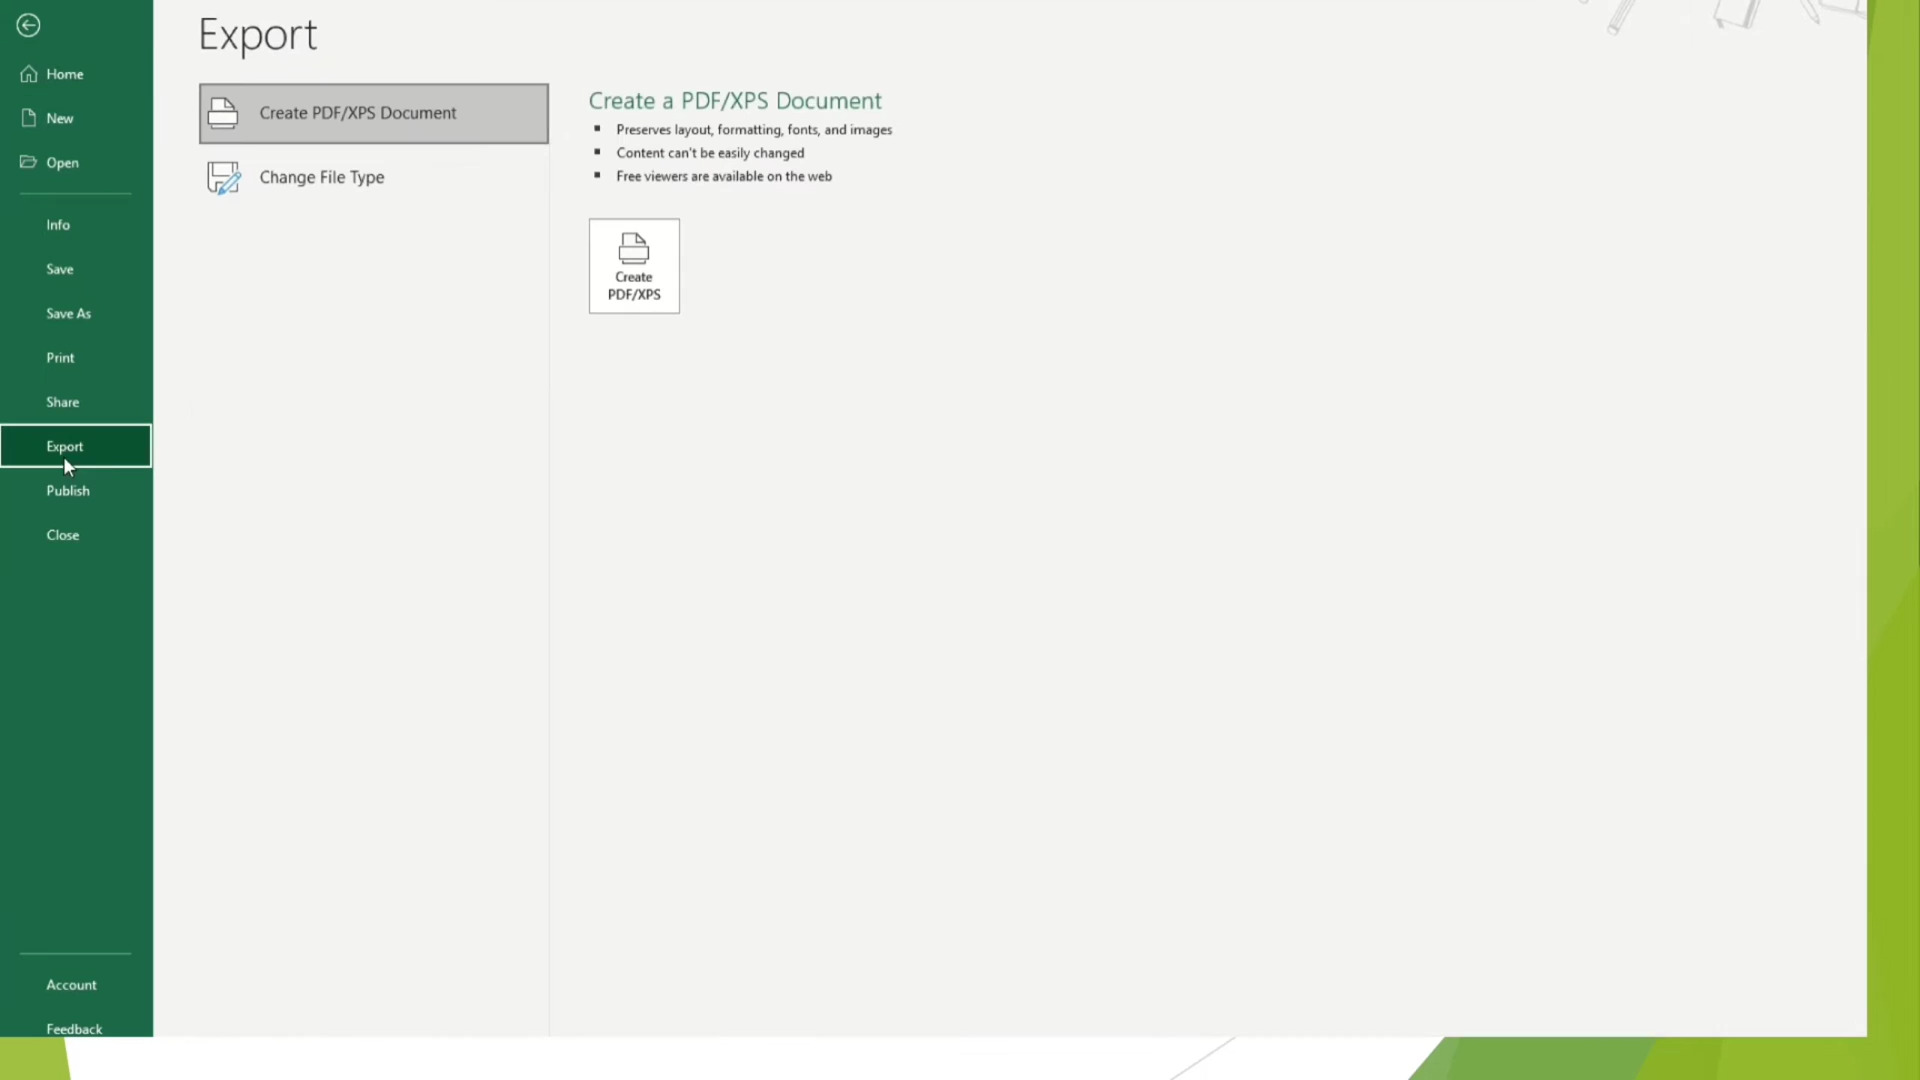 Home
New
Open
Info
Save
Save As
Print
Share
Export
Publish
Close
Account
Feedback
Export
Create PDF/XPS Document
Change File Type
Create a PDF/XPS Document
Preserves layout, formatting, fonts, and images
Content can't be easily changed
Free viewers are available on the web
Create
PDF/XPS